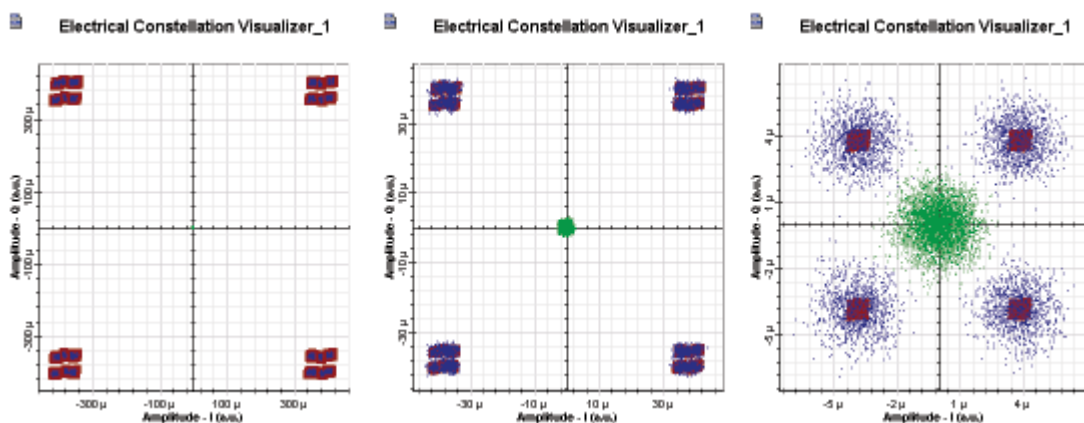 Electrical Constellation Visualizer_1
Amplitude - Q (a.u.)
300 µ
100 µ
-100 µ
-300 µ
-300 µ -100 µ 100 µ 300 µ
Amplitude - I (a.u.)
Electrical Constellation Visualizer_1
Amplitude - Q (a.u.)
30 µ
10 µ
-10 µ
-30 µ
-30 µ -10 µ 10 µ 30 µ
Amplitude - I (a.u.)
Electrical Constellation Visualizer_1
Amplitude - Q (a.u.)
4 µ
1 µ
-2 µ
-5 µ
-5 µ -2 µ 1 µ 4 µ
Amplitude - I (a.u.)